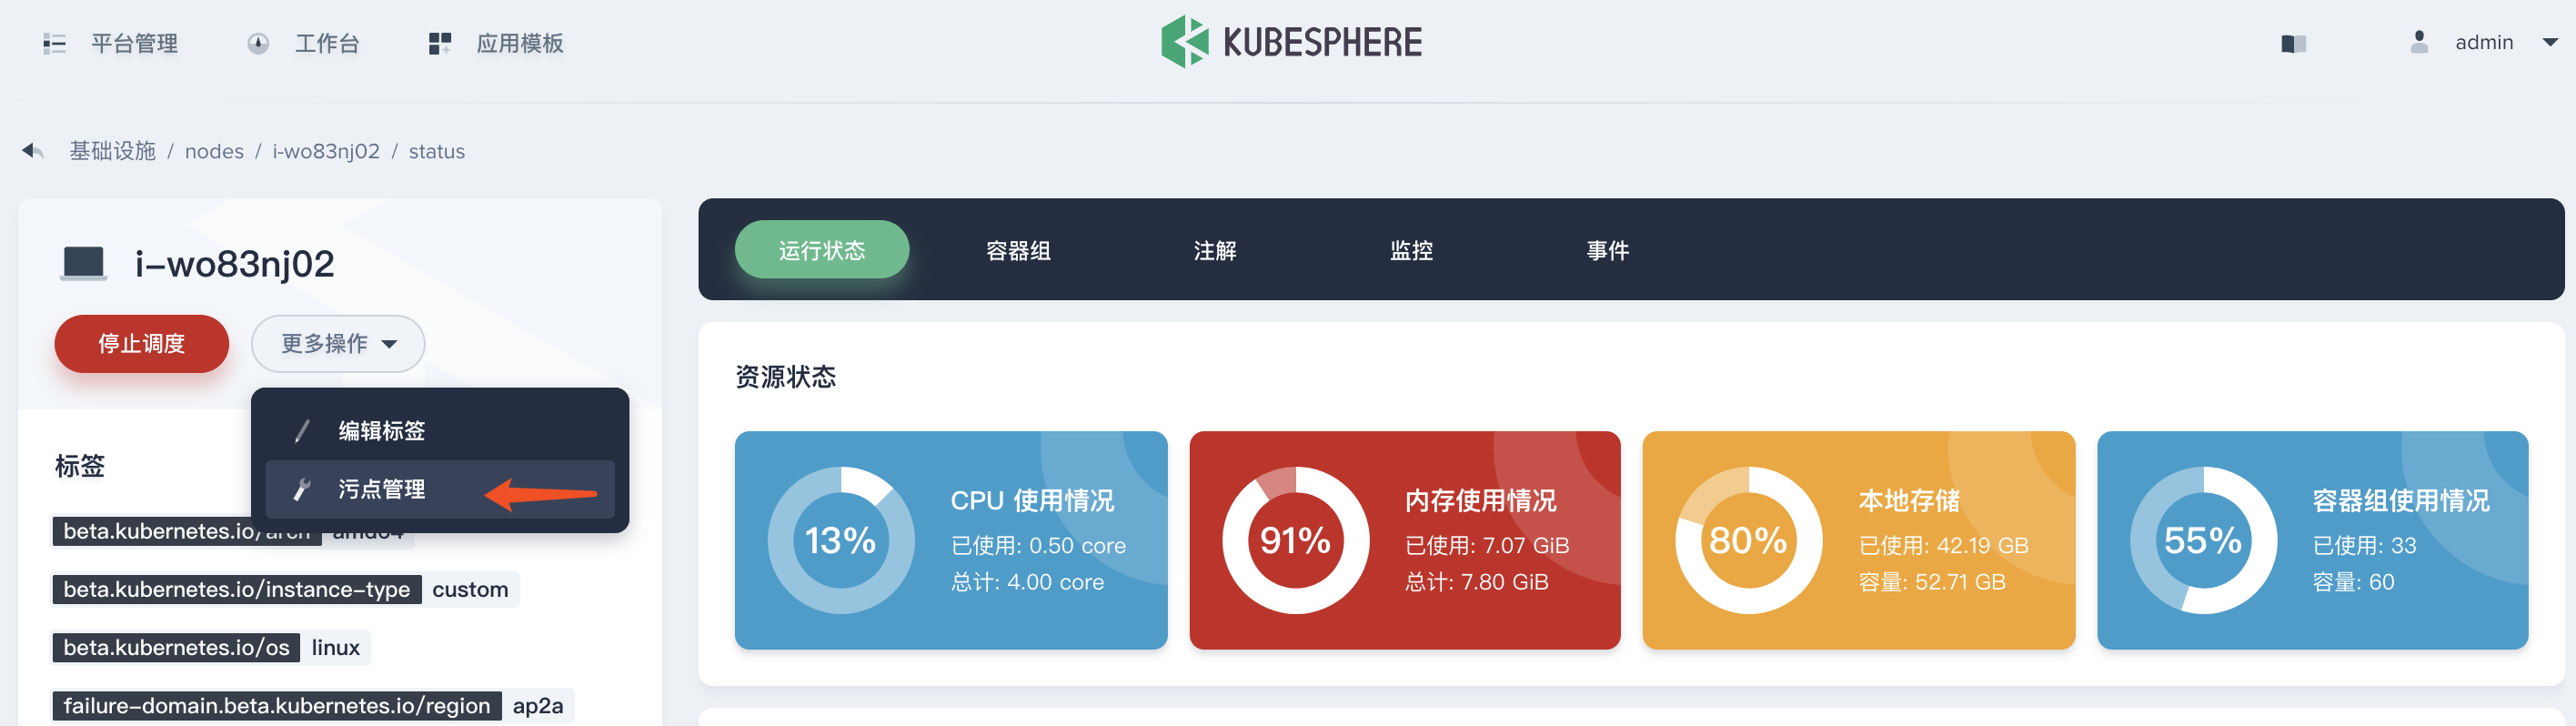 平台管理 工作台 应用模板 KUBESPHERE admin
基础设施 / nodes / i-wo83nj02 / status
i-wo83nj02
停止调度 更多操作
编辑标签
污点管理
标签
beta.kubernetes.io/arch amd64
beta.kubernetes.io/instance-type custom
beta.kubernetes.io/os linux
failure-domain.beta.kubernetes.io/region ap2a
运行状态 容器组 注解 监控 事件
资源状态
13%
CPU 使用情况
已使用: 0.50 core
总计: 4.00 core
91%
内存使用情况
已使用: 7.07 GiB
总计: 7.80 GiB
80%
本地存储
已使用: 42.19 GB
容量: 52.71 GB
55%
容器组使用情况
已使用: 33
容量: 60